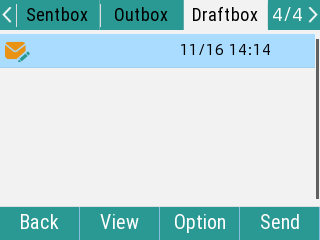 Sentbox Outbox Draftbox 4/4
11/16 14:14
Back View Option Send